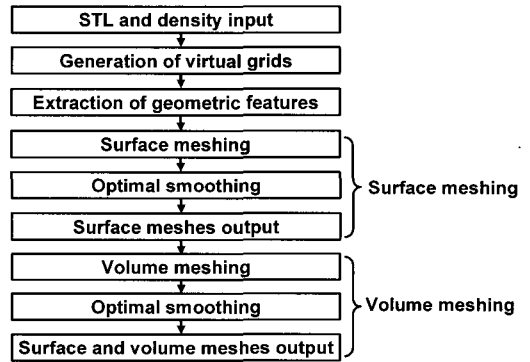 STL and density input
Generation of virtual grids
Extraction of geometric features
Surface meshing
Optimal smoothing
Surface meshes output
Surface meshing
Volume meshing
Optimal smoothing
Surface and volume meshes output
Volume meshing